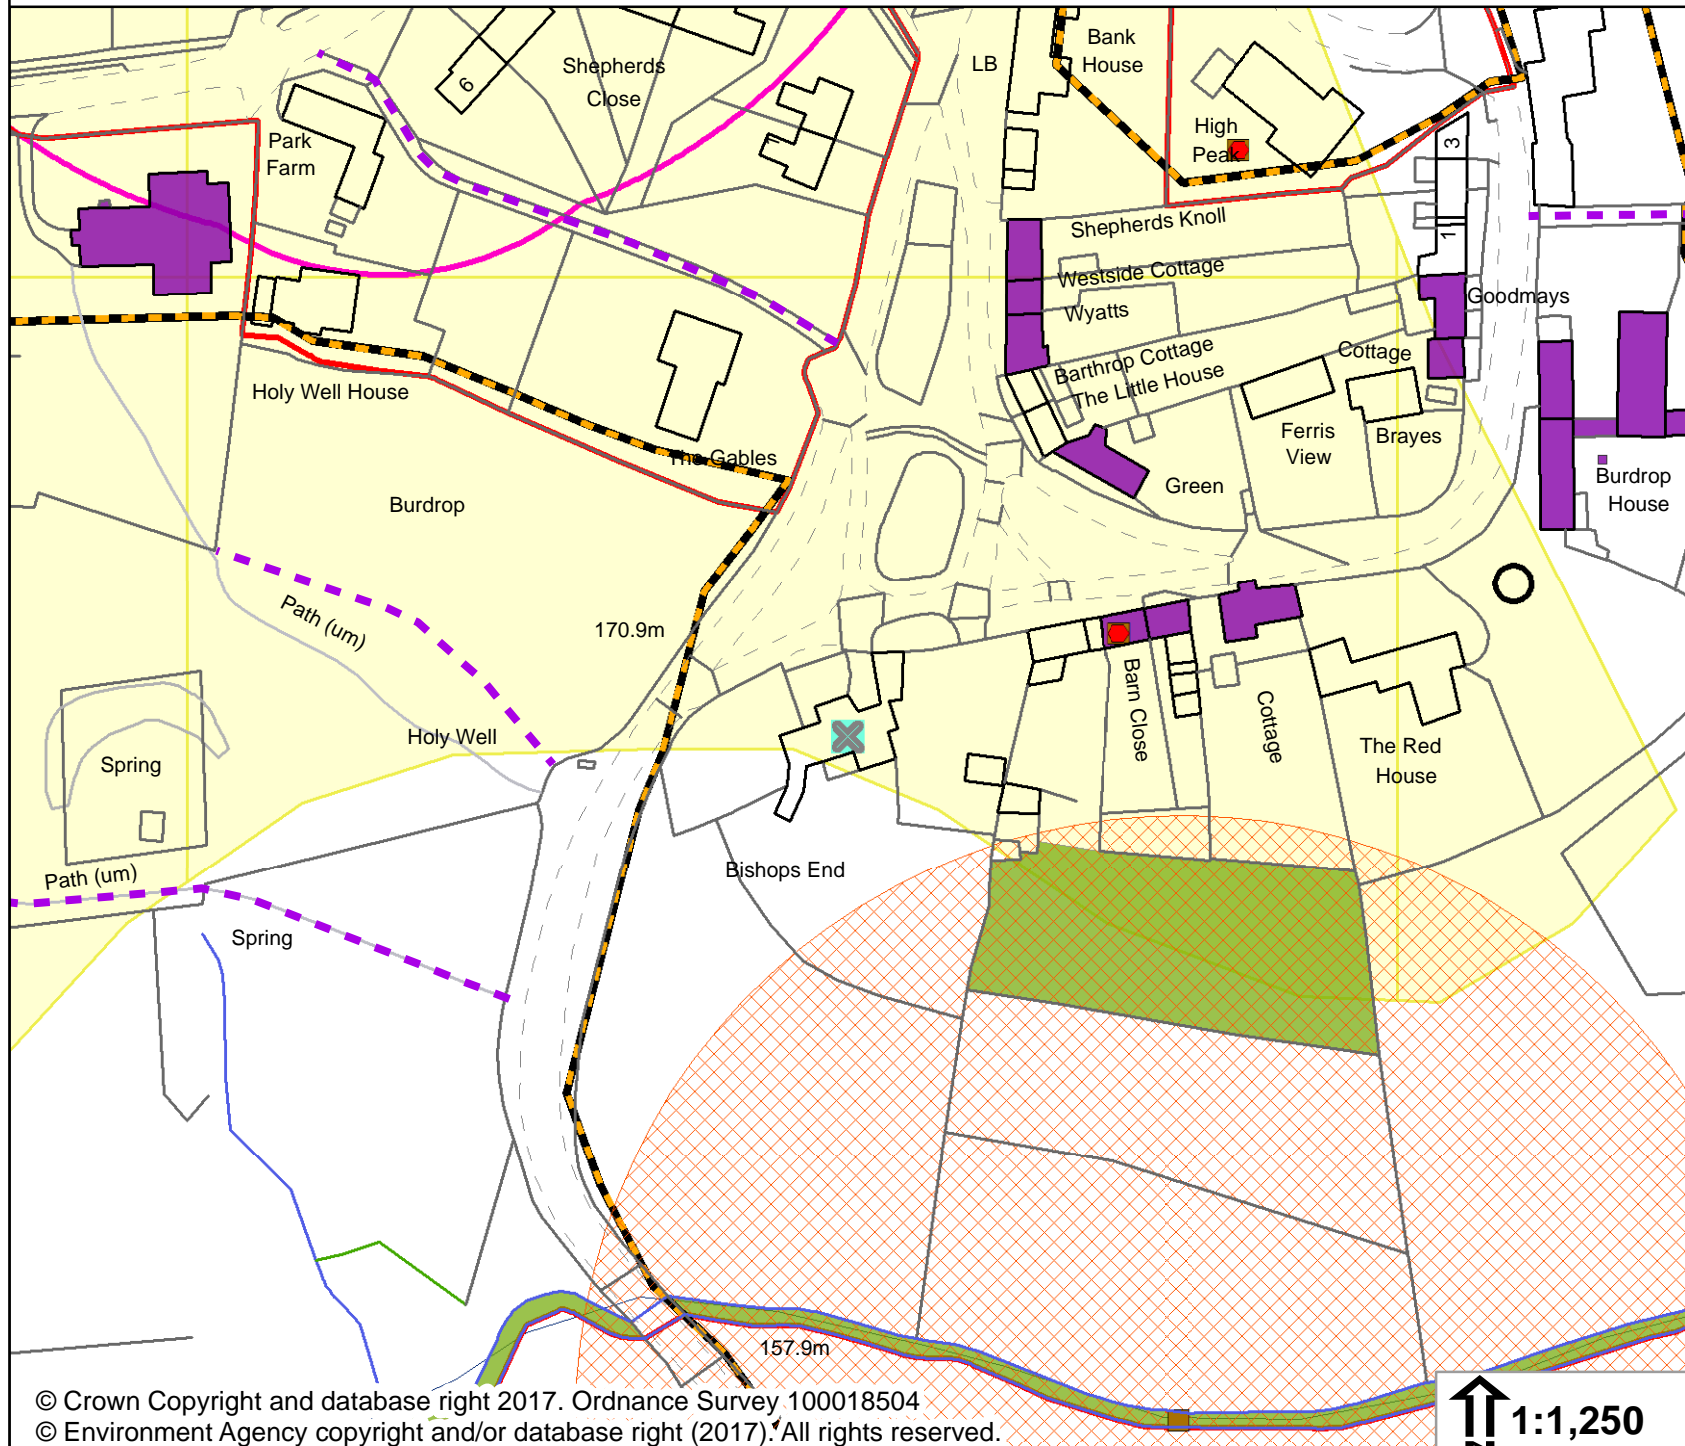 Shepherds
Close
6
7
LB
Bank
House
High
Peak
3
1
Park
Farm
Shepherds Knoll
Westside Cottage
Wyatts
Barthrop Cottage
The Little House
Goodmays
Cottage
Ferris
View
Brayes
Green
Burdrop
House
Holy Well House
The Gables
Burdrop
Path (um)
170.9m
Holy Well
Spring
Path (um)
Spring
Barn Close
Cottage
The Red
House
Bishops End
157.9m
© Crown Copyright and database right 2017. Ordnance Survey 100018504
© Environment Agency copyright and/or database right (2017). All rights reserved.
1:1,250